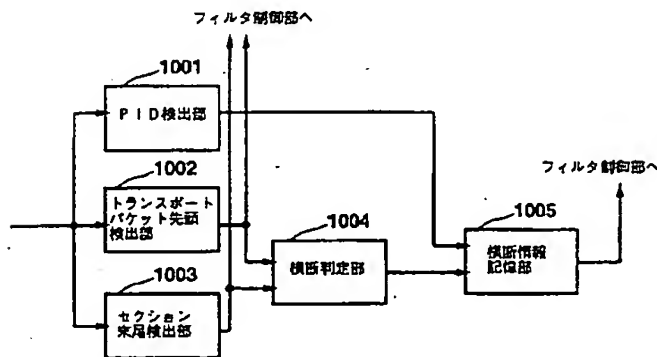 フィルタ制御部へ
1001
PID検出部
1002
トランスポート
パケット先頭
検出部
1003
セクション
末尾検出部
1004
横断判定部
フィルタ制御部へ
1005
横断情報
記憶部